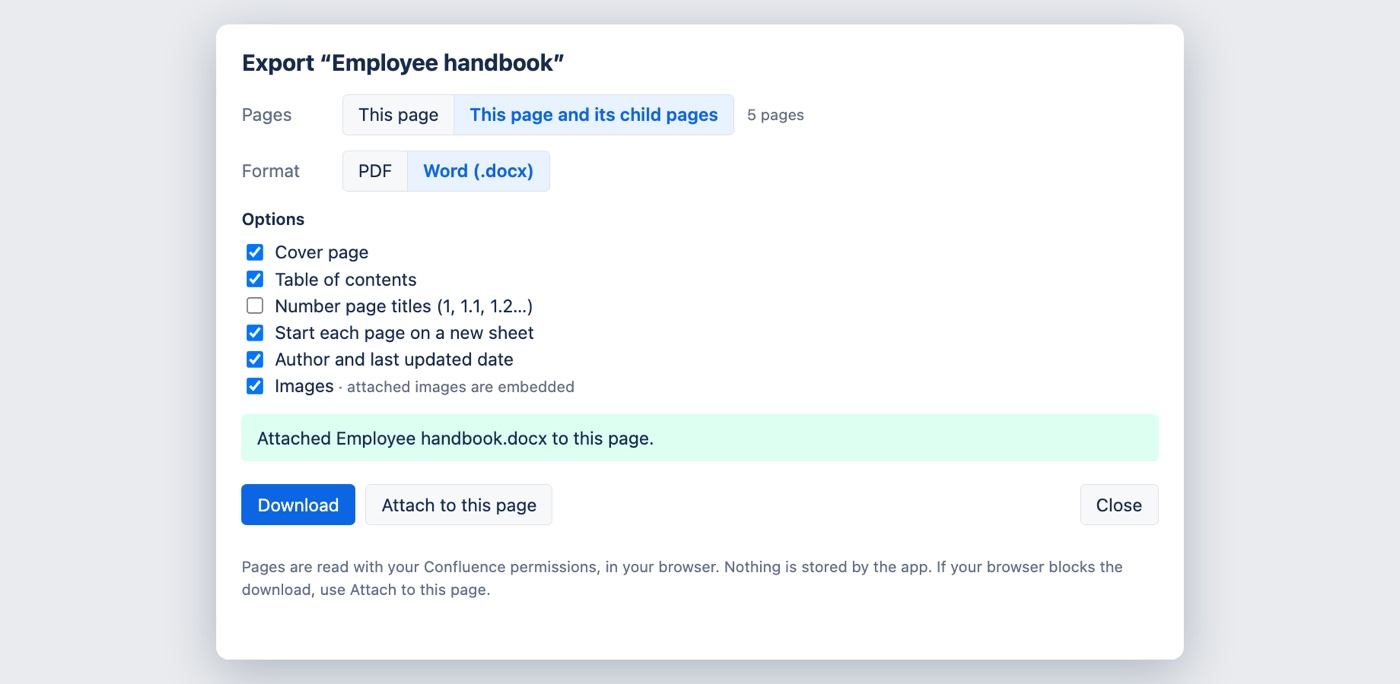 Export “Employee handbook”
Pages This page This page and its child pages 5 pages
Format PDF Word (.docx)
Options
Cover page
Table of contents
Number page titles (1, 1.1, 1.2...)
Start each page on a new sheet
Author and last updated date
Images · attached images are embedded
Attached Employee handbook.docx to this page.
Download Attach to this page Close
Pages are read with your Confluence permissions, in your browser. Nothing is stored by the app. If your browser blocks the
download, use Attach to this page.